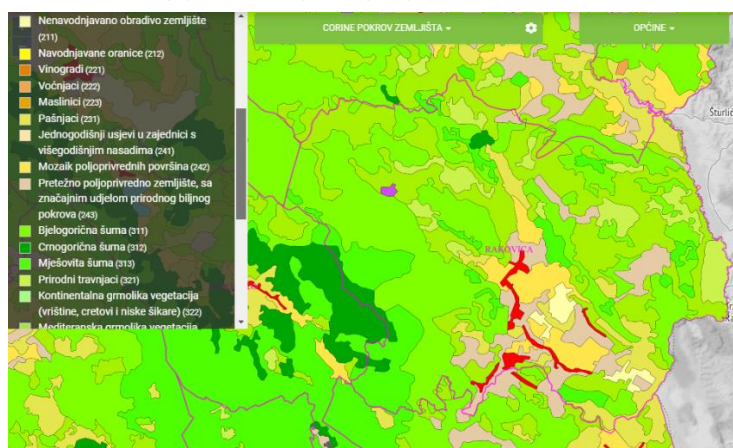 Nenavodnjavano obradivo zemljište
(211)
Navodnjavane oranice (212)
Vinogradi (221)
Voćnjaci (222)
Maslinici (223)
Pašnjaci (231)
Jednogodišnji usjevi u zajednici s
višegodišnjim nasadima (241)
Mozaik poljoprivrednih površina (242)
Pretežno poljoprivredno zemljište, sa
značajnim udjelom prirodnog biljnog
pokrova (243)
Bjelogorična šuma (311)
Crnogorična šuma (312)
Mješovita šuma (313)
Prirodni travnjaci (321)
Kontinentalna grmolika vegetacija
(vrištine, cretovi i niske šikare) (322)
Mediteranska grmolika vegetacija
CORINE POKROV ZEMLJIŠTA
OPĆINE
RAKOVICA